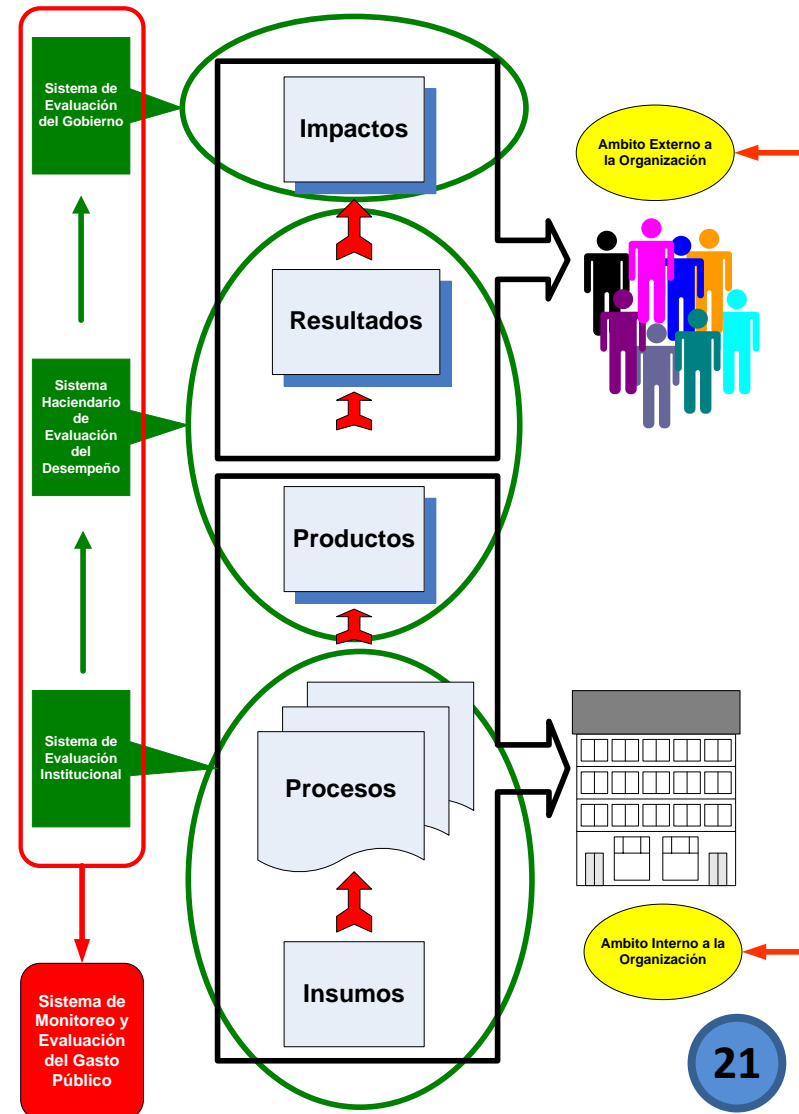 Sistema de
Evaluación
del Gobierno
Impactos
Ambito Externo a
la Organización
Resultados
Sistema
Haciendario
de
Evaluación
del
Desempeño
Productos
Sistema de
Evaluación
Institucional
Procesos
Ambito Interno a la
Organización
Insumos
Sistema de
Monitoreo y
Evaluación
del Gasto
Público
21